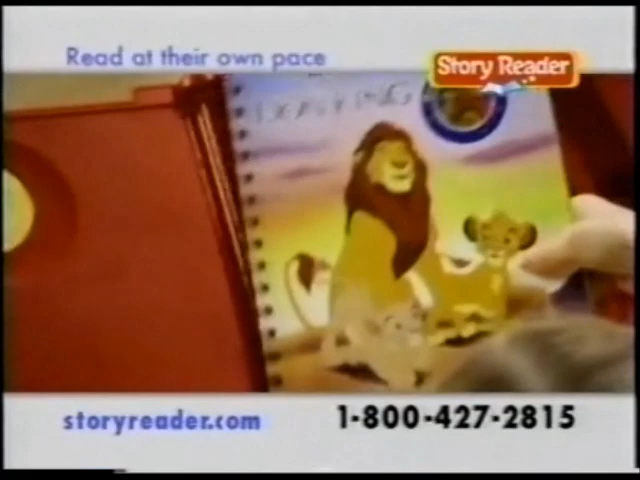 Read at their own pace
Story Reader
storyreader.com
1-800-427-2815